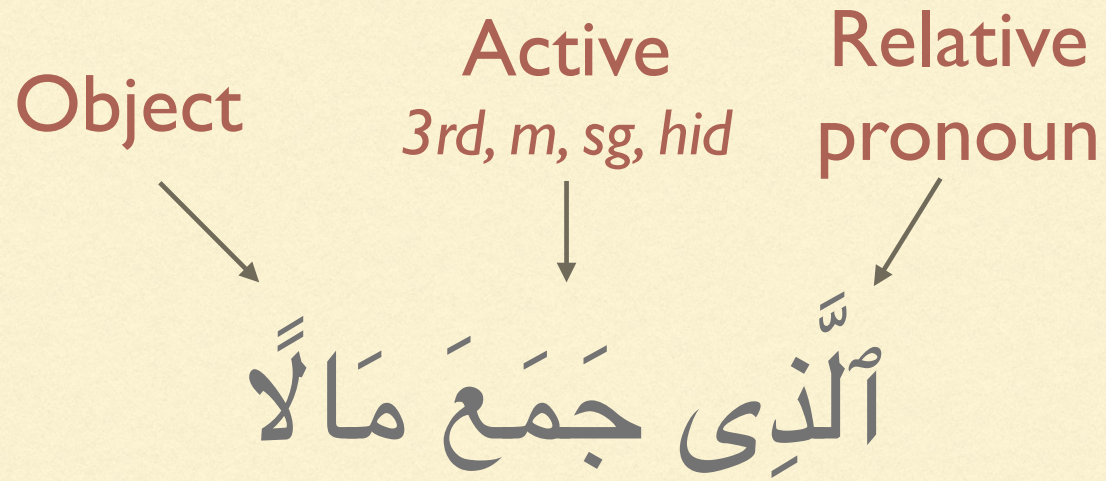 Object
Active
3rd, m, sg, hid
Relative
pronoun
ٱلَّذِى جَمَعَ مَالًا